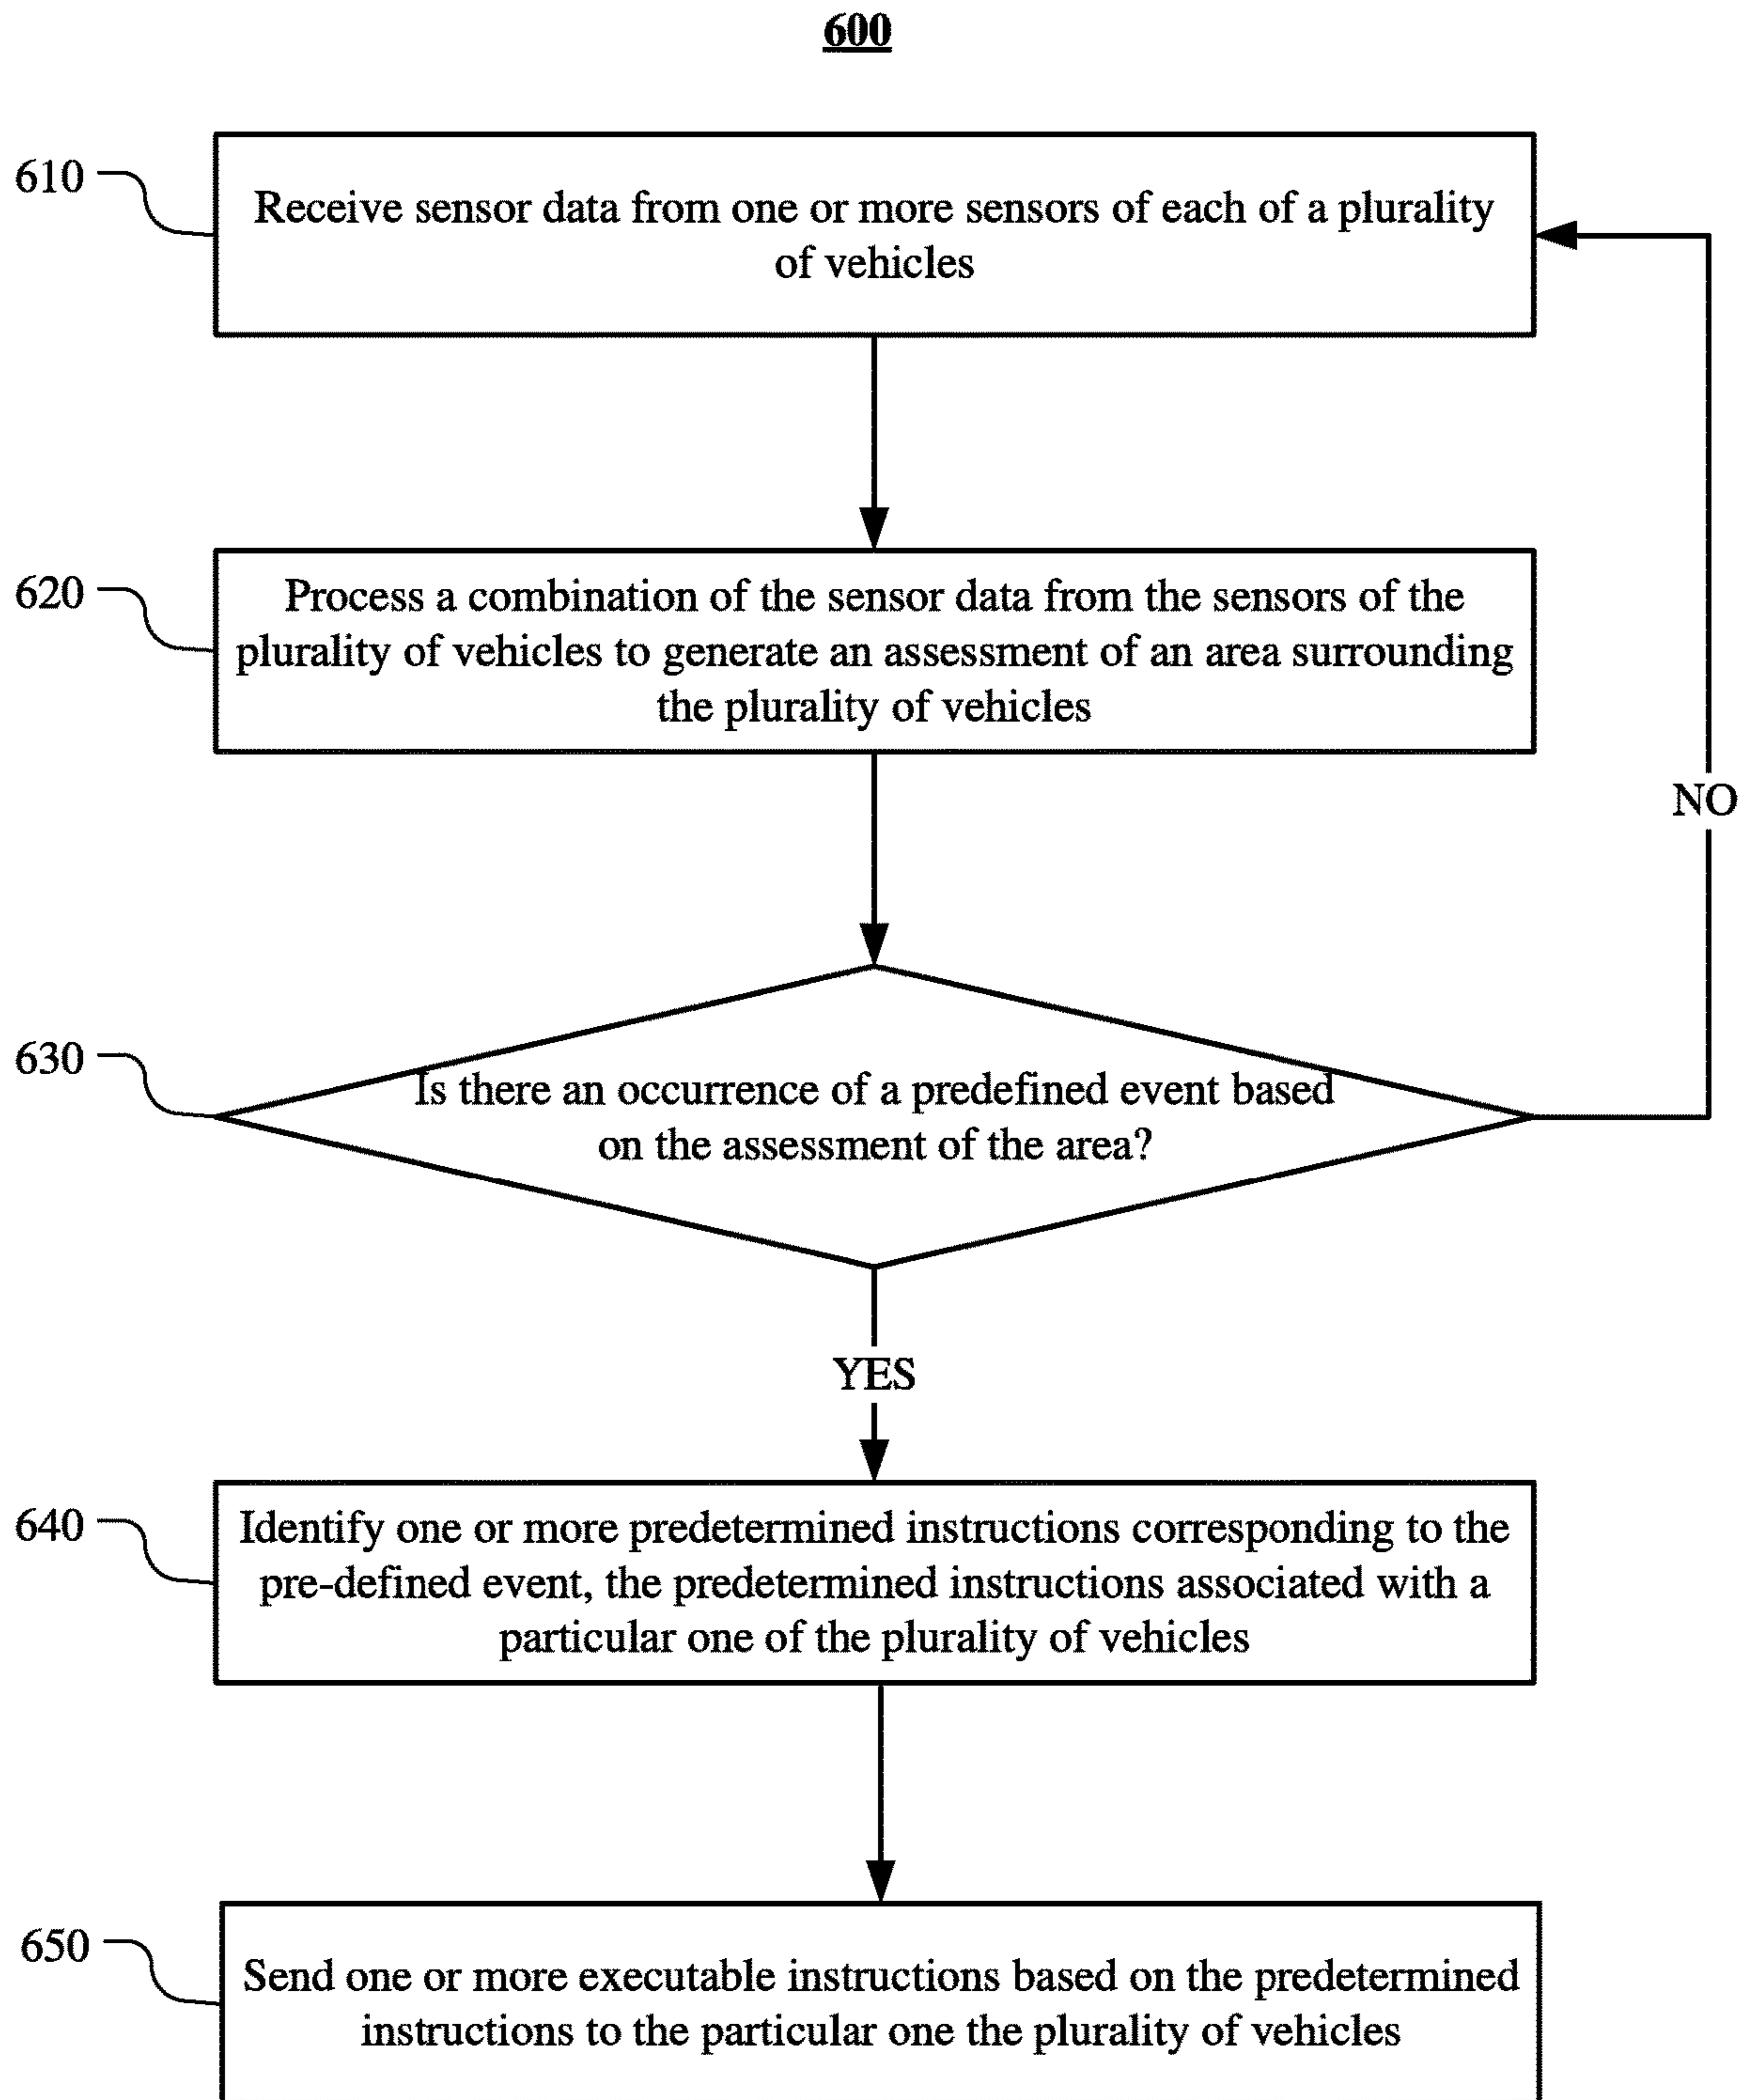 600
610
Receive sensor data from one or more sensors of each of a plurality
of vehicles
620
Process a combination of the sensor data from the sensors of the
plurality of vehicles to generate an assessment of an area surrounding
the plurality of vehicles
NO
630
Is there an occurrence of a predefined event based
on the assessment of the area?
YES
640
Identify one or more predetermined instructions corresponding to the
pre-defined event, the predetermined instructions associated with a
particular one of the plurality of vehicles
650
Send one or more executable instructions based on the predetermined
instructions to the particular one the plurality of vehicles